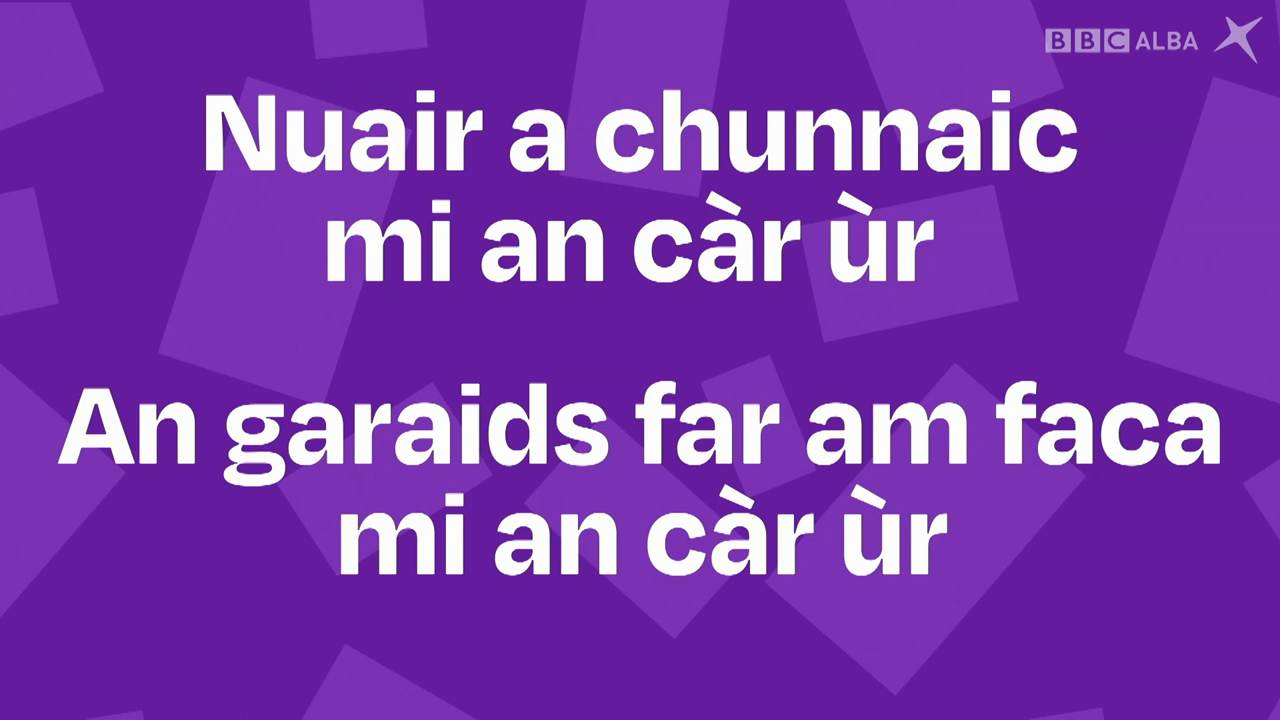 BBC ALBA
Nuair a chunnaic
mi an càr ùr
An garaids far am faca
mi an càr ùr